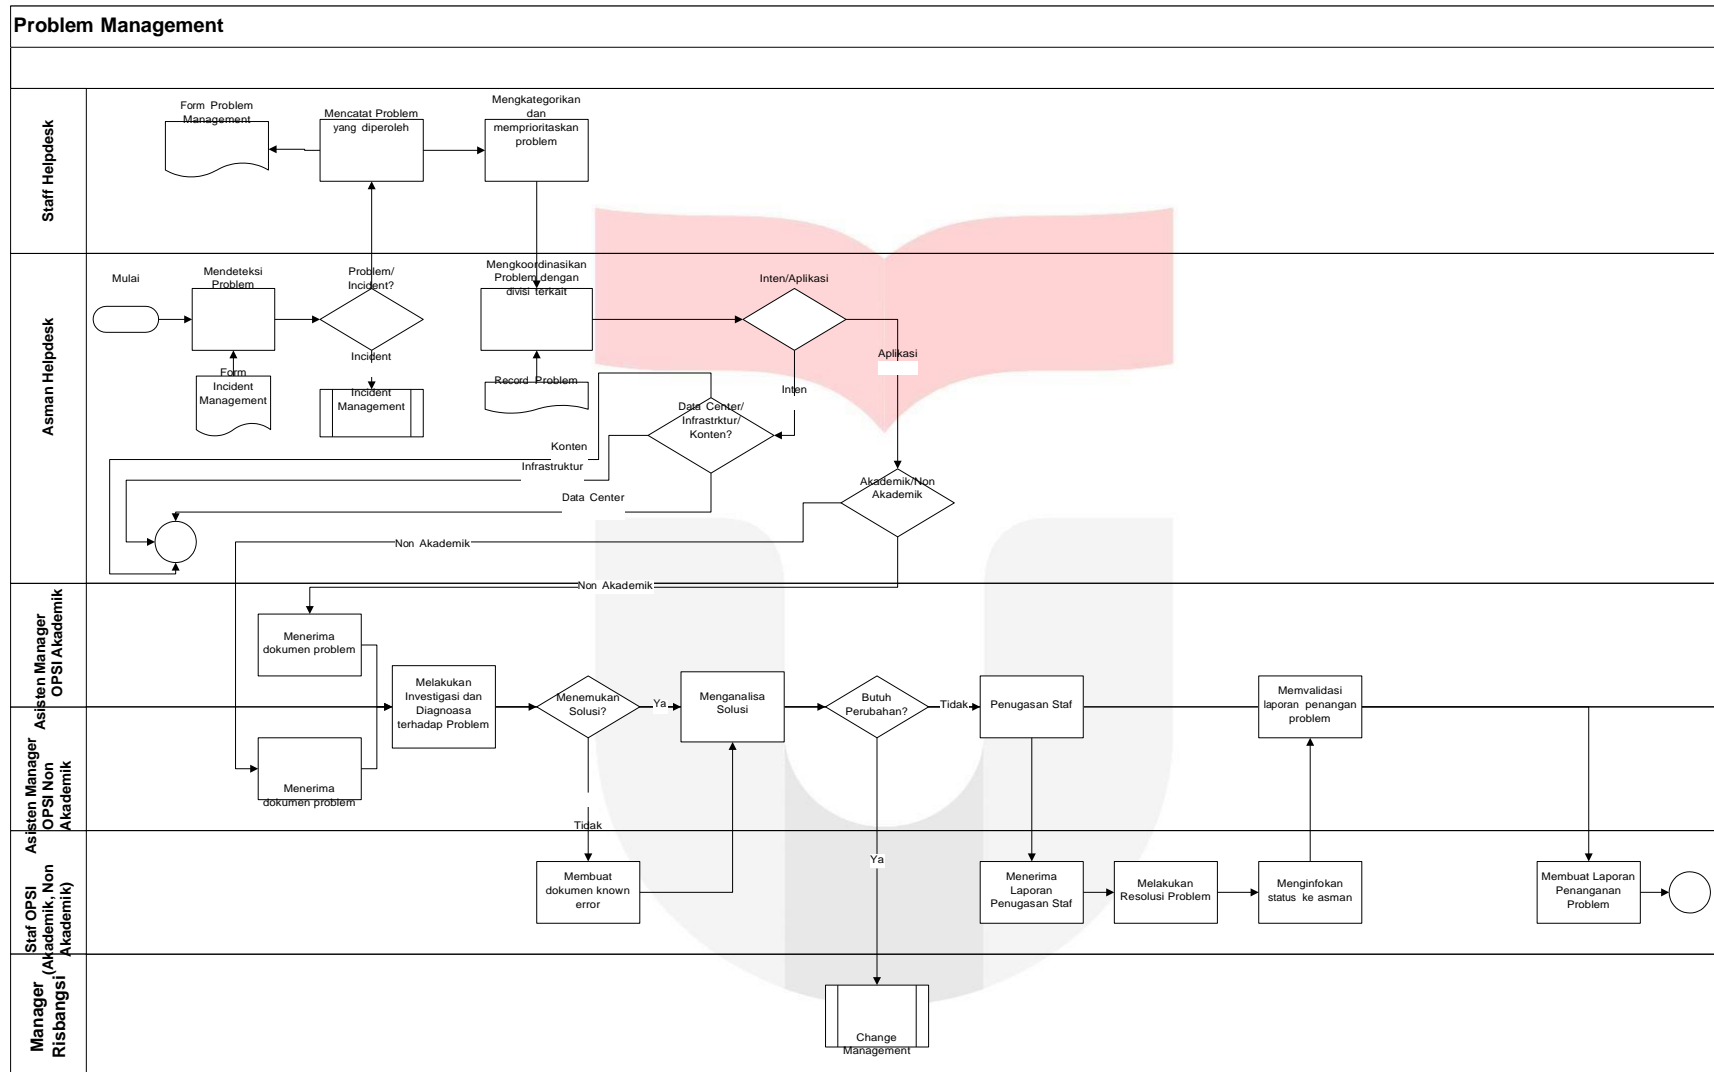 Problem Management
Staff Helpdesk
Form Problem
Management
Mencatat Problem
yang diperoleh
Mengkategorikan
dan
memprioritaskan
problem
Asman Helpdesk
Mulai
Mendeteksi
Problem
Problem/
Incident?
Mengkoordinasikan
Problem dengan
divisi terkait
Inten/Aplikasi
Incident
Aplikasi
Form
Incident
Management
Incident
Management
Record Problem
Inten
Data Center/
Infrastrktur/
Konten?
Konten
Infrastruktur
Data Center
Akademik/Non
Akademik
Non Akademik
Non Akademik
Asisten Manager
OPSI Akademik
Menerima
dokumen problem
Melakukan
Investigasi dan
Diagnoasa
terhadap Problem
Menemukan
Solusi?
Ya
Menganalisa
Solusi
Butuh
Perubahan?
Tidak
Penugasan Staf
Memvalidasi
laporan penangan
problem
Asisten Manager
OPSI Non
Akademik
Menerima
dokumen problem
Tidak
Staf OPSI
(Akademik, Non
Akademik)
Membuat
dokumen known
error
Ya
Menerima
Laporan
Penugasan Staf
Melakukan
Resolusi Problem
Menginfokan
status ke asman
Membuat Laporan
Penanganan
Problem
Manager
Risbangsi
Change
Management